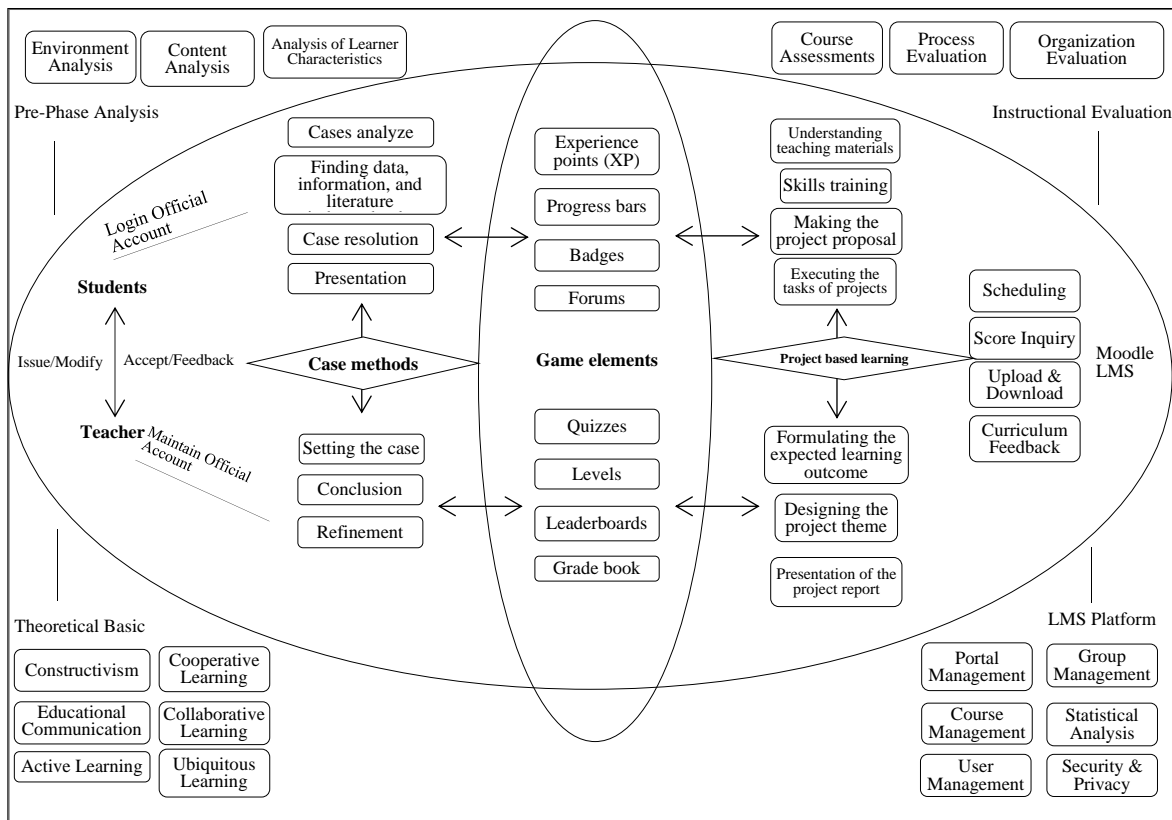 Environment
Analysis
Content
Analysis
Analysis of Learner
Characteristics
Course
Assessments
Process
Evaluation
Organization
Evaluation
Pre-Phase Analysis
Instructional Evaluation
Cases analyze
Finding data,
information, and
literature
Case resolution
Presentation
Login Official
Account
Students
Issue/Modify
Accept/Feedback
Teacher
Maintain Official
Account
Case methods
Setting the case
Conclusion
Refinement
Experience
points (XP)
Progress bars
Badges
Forums
Game elements
Quizzes
Levels
Leaderboards
Grade book
Understanding
teaching materials
Skills training
Making the
project proposal
Executing the
tasks of projects
Project based learning
Formulating the
expected learning
outcome
Designing the
project theme
Presentation of the
project report
Scheduling
Score Inquiry
Upload &
Download
Curriculum
Feedback
Moodle
LMS
Theoretical Basic
Constructivism
Cooperative
Learning
Educational
Communication
Collaborative
Learning
Active Learning
Ubiquitous
Learning
LMS Platform
Portal
Management
Group
Management
Course
Management
Statistical
Analysis
User
Management
Security &
Privacy